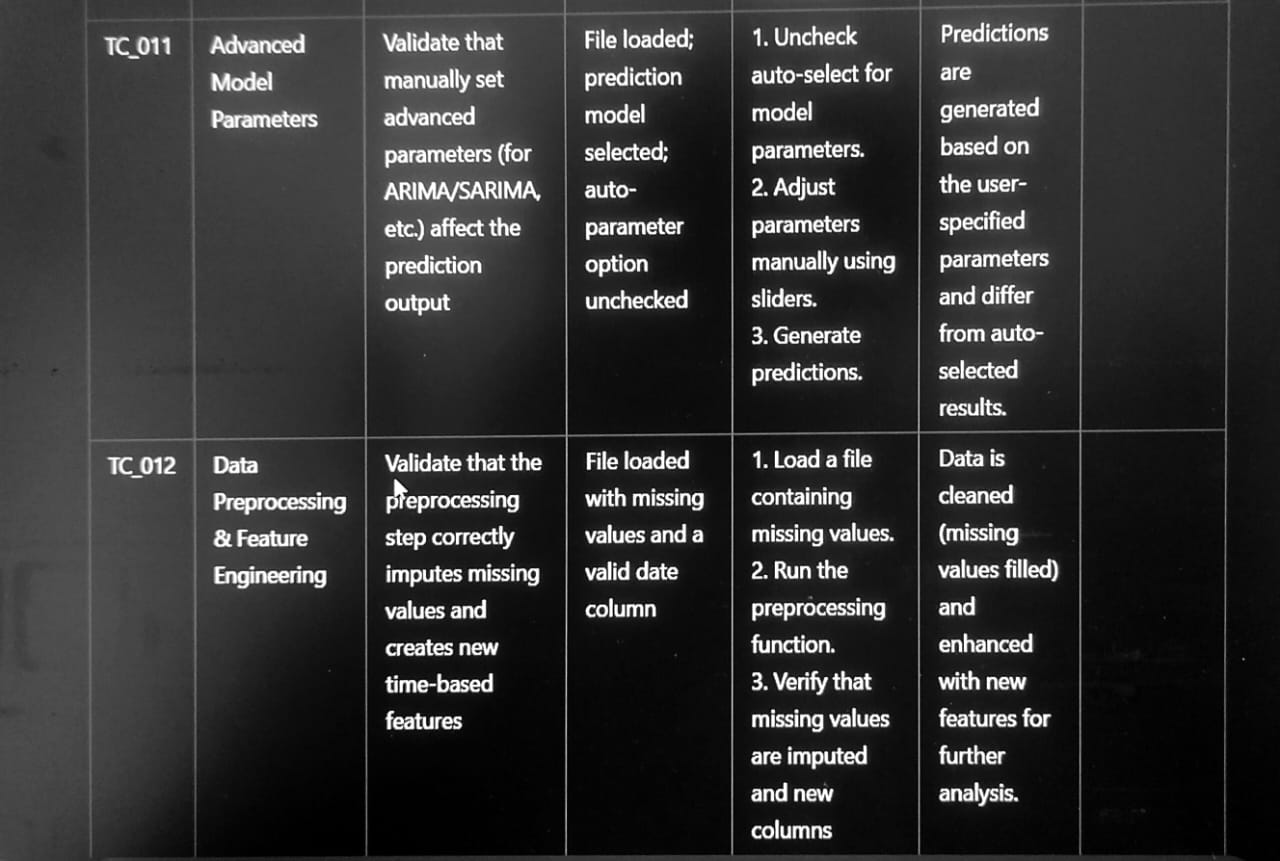 TC_011
Advanced
Model
Parameters
Validate that
manually set
advanced
parameters (for
ARIMA/SARIMA,
etc.) affect the
prediction
output
File loaded;
prediction
model
selected;
auto-
parameter
option
unchecked
1. Uncheck
auto-select for
model
parameters.
2. Adjust
parameters
manually using
sliders.
3. Generate
predictions.
Predictions
are
generated
based on
the user-
specified
parameters
and differ
from auto-
selected
results.
TC_012
Data
Preprocessing
& Feature
Engineering
Validate that the
preprocessing
step correctly
imputes missing
values and
creates new
time-based
features
File loaded
with missing
values and a
valid date
column
1. Load a file
containing
missing values.
2. Run the
preprocessing
function.
3. Verify that
missing values
are imputed
and new
columns
Data is
cleaned
(missing
values filled)
and
enhanced
with new
features for
further
analysis.